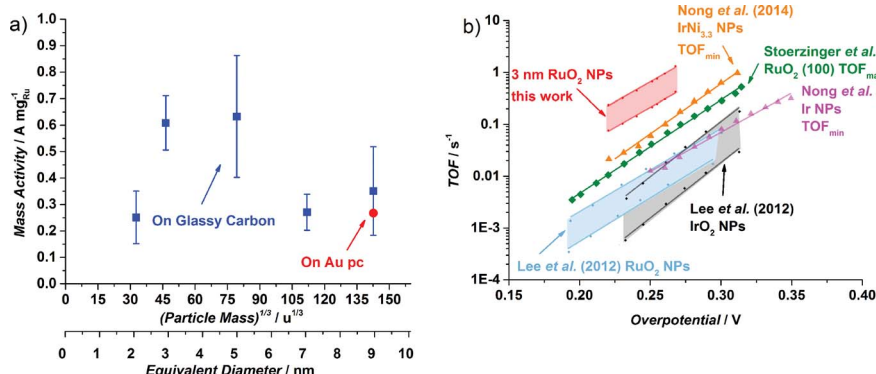 a)
Mass Activity / A mg⁻¹Ru
1.0
0.9
0.8
0.7
0.6
0.5
0.4
0.3
0.2
0.1
0.0
On Glassy Carbon
On Au pc
0 15 30 45 60 75 90 105 120 135 150
(Particle Mass)^1/3 / u^1/3
0 1 2 3 4 5 6 7 8 9 10
Equivalent Diameter / nm
b)
TOF / s⁻¹
10
1
0.1
0.01
1E-3
1E-4
Nong et al. (2014)
IrNi3.3 NPs
TOFmin
Stoerzinger et al.
RuO2 (100) TOFma
3 nm RuO2 NPs
this work
Nong et al.
Ir NPs
TOFmin
Lee et al. (2012)
IrO2 NPs
Lee et al. (2012) RuO2 NPs
0.15 0.20 0.25 0.30 0.35 0.40
Overpotential / V